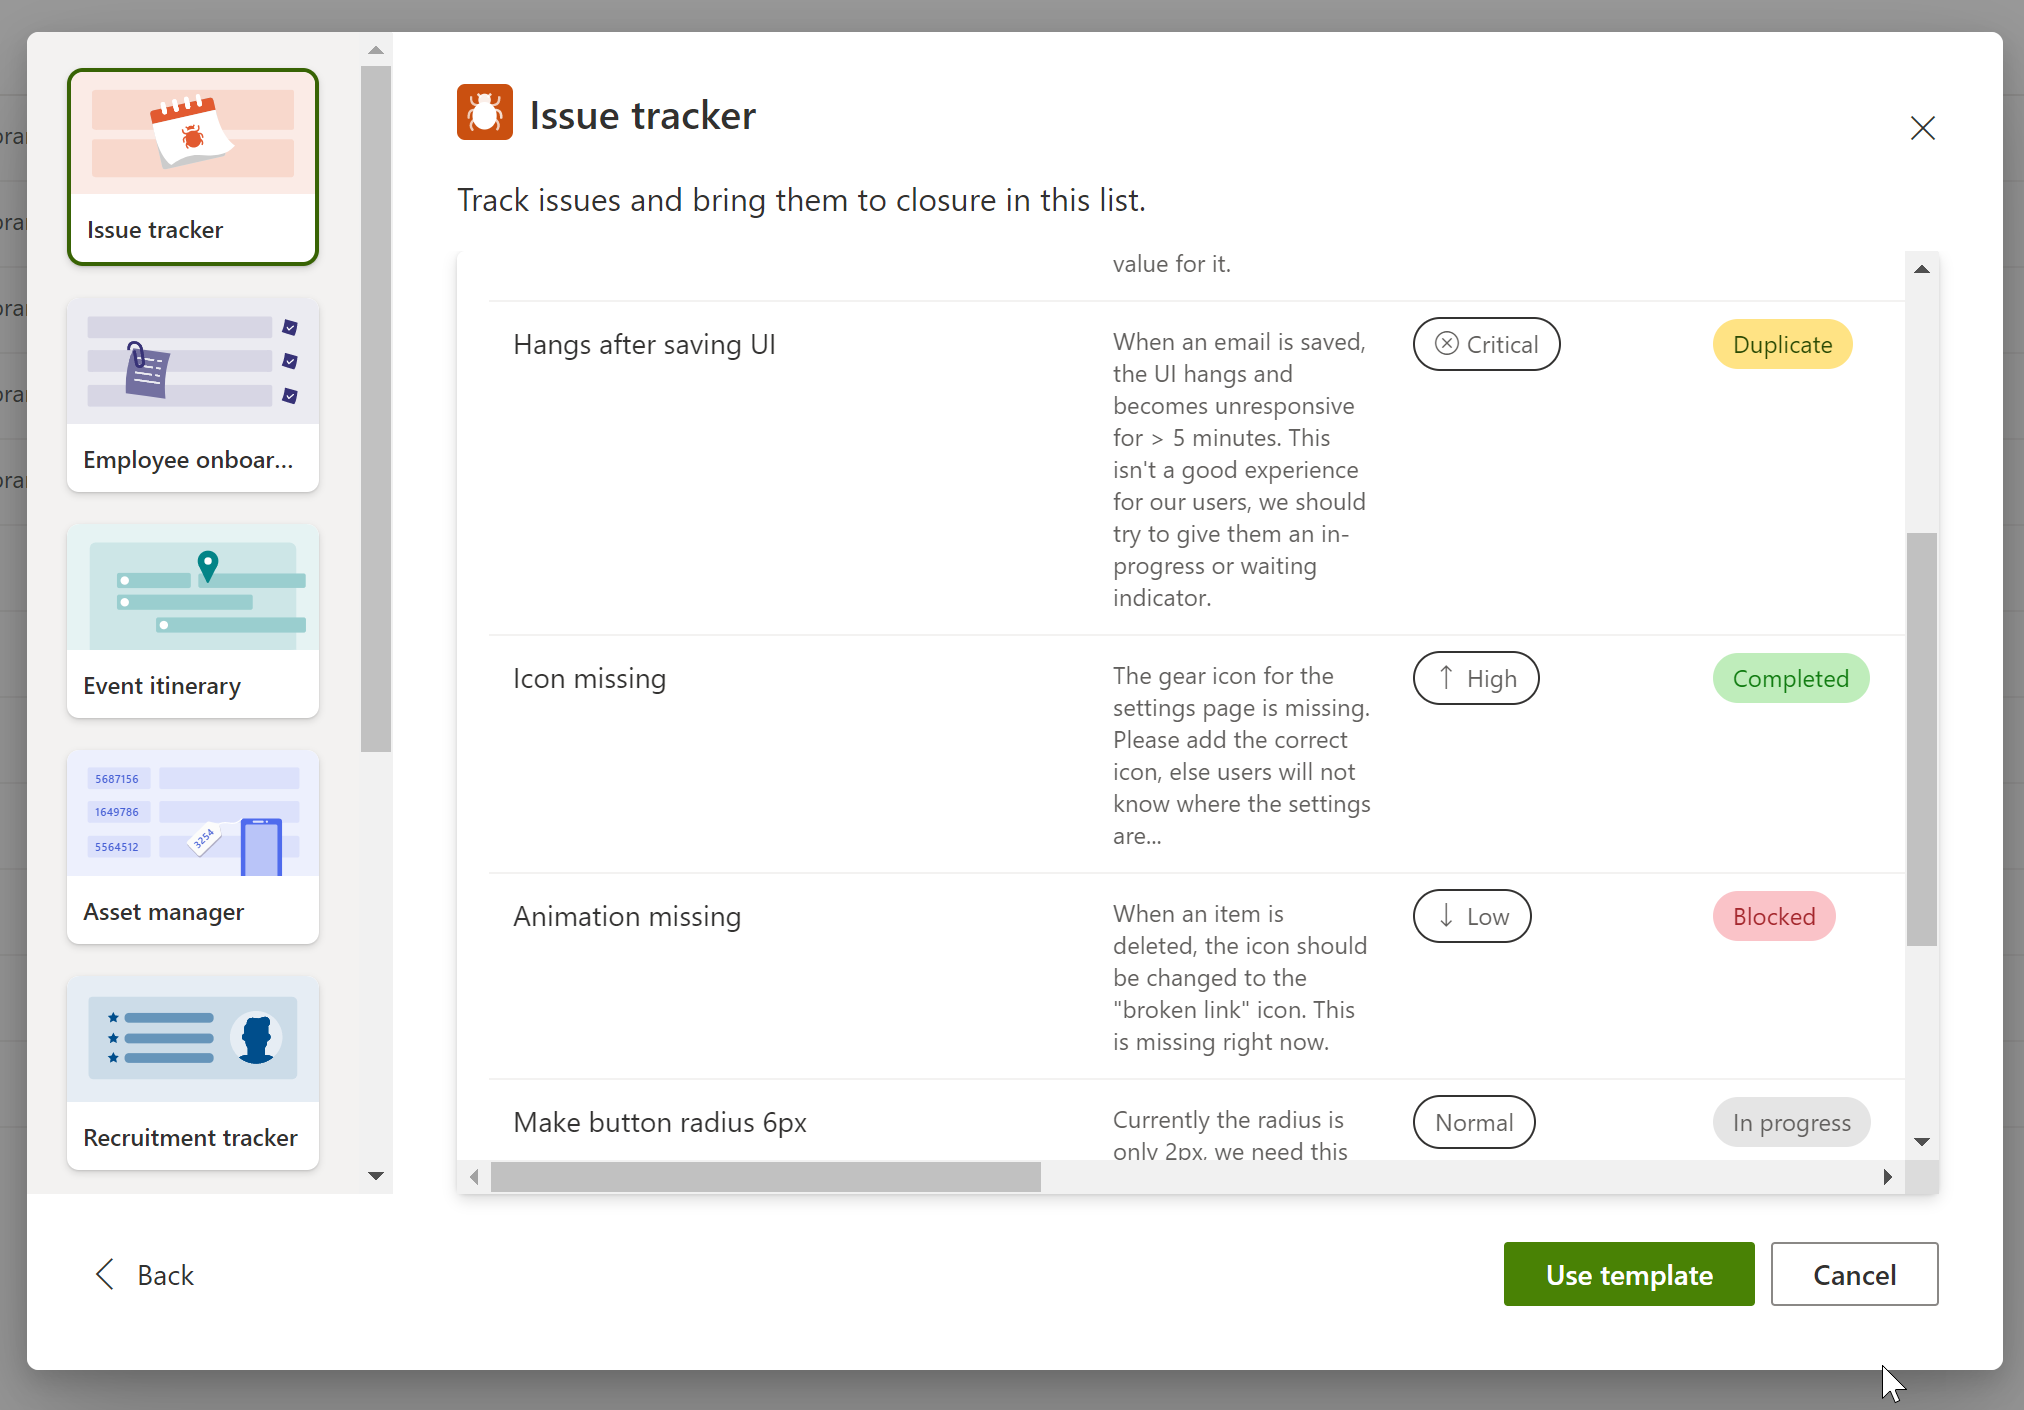 Issue tracker
Employee onboar...
Event itinerary
5687156
1649786
5564512
3254
Asset manager
Recruitment tracker
Issue tracker
Track issues and bring them to closure in this list.
value for it.
Hangs after saving UI
When an email is saved,
the UI hangs and
becomes unresponsive
for > 5 minutes. This
isn't a good experience
for our users, we should
try to give them an in-
progress or waiting
indicator.
Critical
Duplicate
Icon missing
The gear icon for the
settings page is missing.
Please add the correct
icon, else users will not
know where the settings
are...
High
Completed
Animation missing
When an item is
deleted, the icon should
be changed to the
"broken link" icon. This
is missing right now.
Low
Blocked
Make button radius 6px
Currently the radius is
only 2px, we need this
Normal
In progress
Back
Use template
Cancel